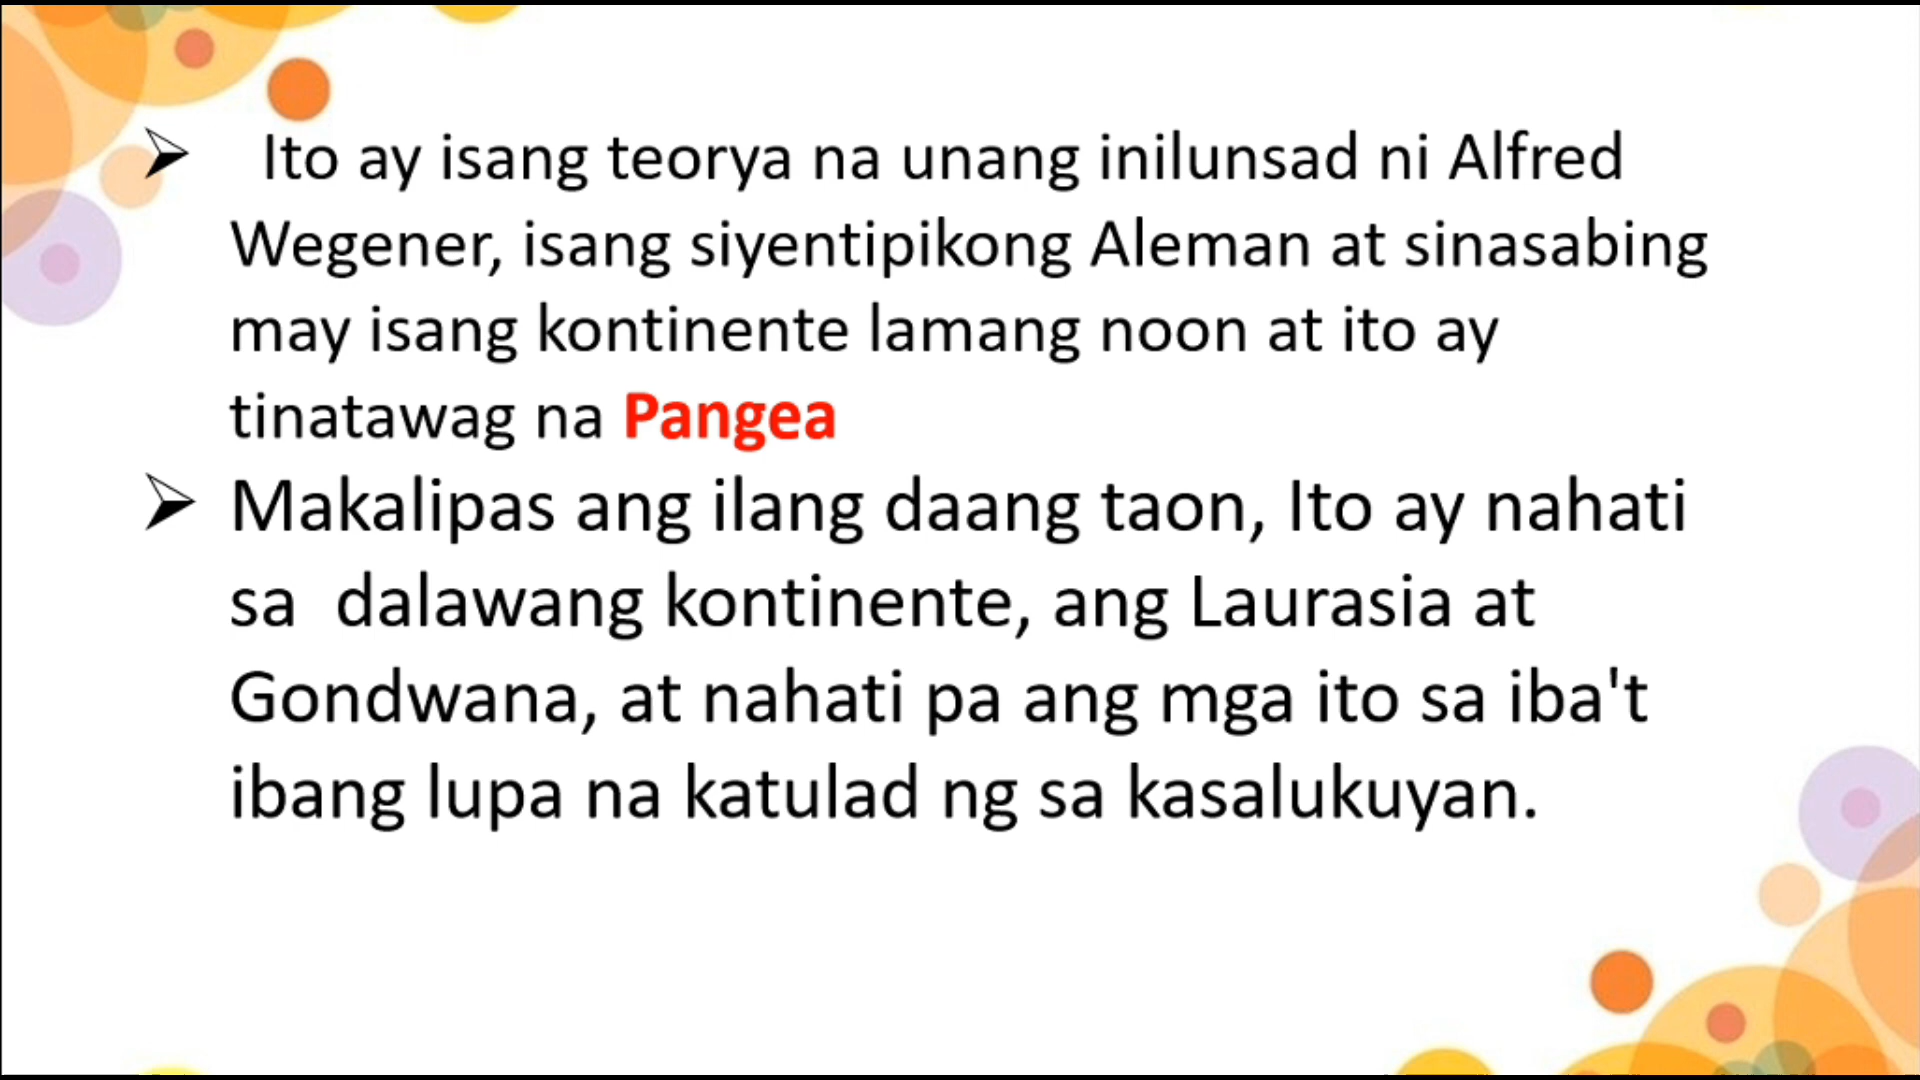 Ito ay isang teorya na unang inilunsad ni Alfred
Wegener, isang siyentipikong Aleman at sinasabing
may isang kontinente lamang noon at ito ay
tinatawag na Pangea
Makalipas ang ilang daang taon, Ito ay nahati
sa dalawang kontinente, ang Laurasia at
Gondwana, at nahati pa ang mga ito sa iba't
ibang lupa na katulad ng sa kasalukuyan.